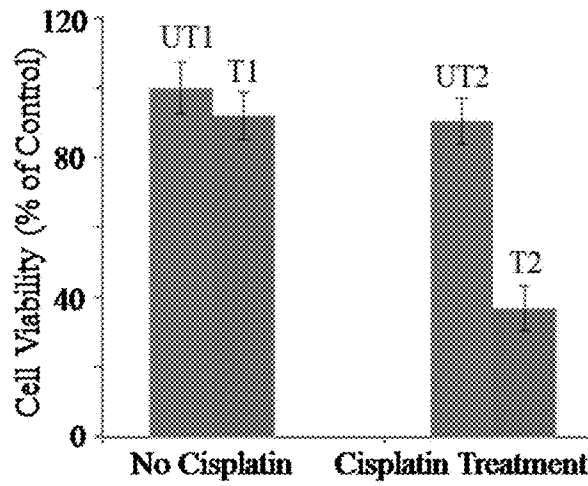 120
80
40
0
Cell Viability (% of Control)
UT1
T1
UT2
T2
No Cisplatin
Cisplatin Treatment